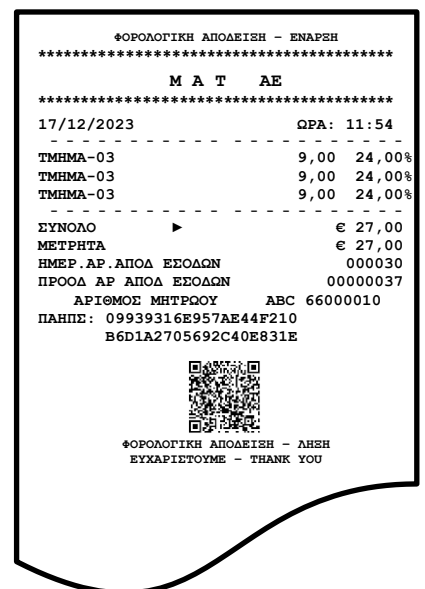 ΦΟΡΟΛΟΓΙΚΗ ΑΠΟΔΕΙΞΗ – ΕΝΑΡΞΗ
******************************************
Μ Α Τ ΑΕ
******************************************
17/12/2023 ΩΡΑ: 11:54
- - - - - - - - - - - - - - - - - - - -
ΤΜΗΜΑ-03 9,00 24,00%
ΤΜΗΜΑ-03 9,00 24,00%
ΤΜΗΜΑ-03 9,00 24,00%
- - - - - - - - - - - - - - - - - - - -
ΣΥΝΟΛΟ ► € 27,00
ΜΕΤΡΗΤΑ € 27,00
ΗΜΕΡ.ΑΡ.ΑΠΟΔ ΕΣΟΔΩΝ 000030
ΠΡΟΟΔ ΑΡ ΑΠΟΔ ΕΣΟΔΩΝ 00000037
ΑΡΙΘΜΟΣ ΜΗΤΡΩΟΥ ABC 66000010
ΠΑΗΠΣ: 09939316E957AE44F210
B6D1A2705692C40E831E
ΦΟΡΟΛΟΓΙΚΗ ΑΠΟΔΕΙΞΗ – ΛΗΞΗ
ΕΥΧΑΡΙΣΤΟΥΜΕ – THANK YOU